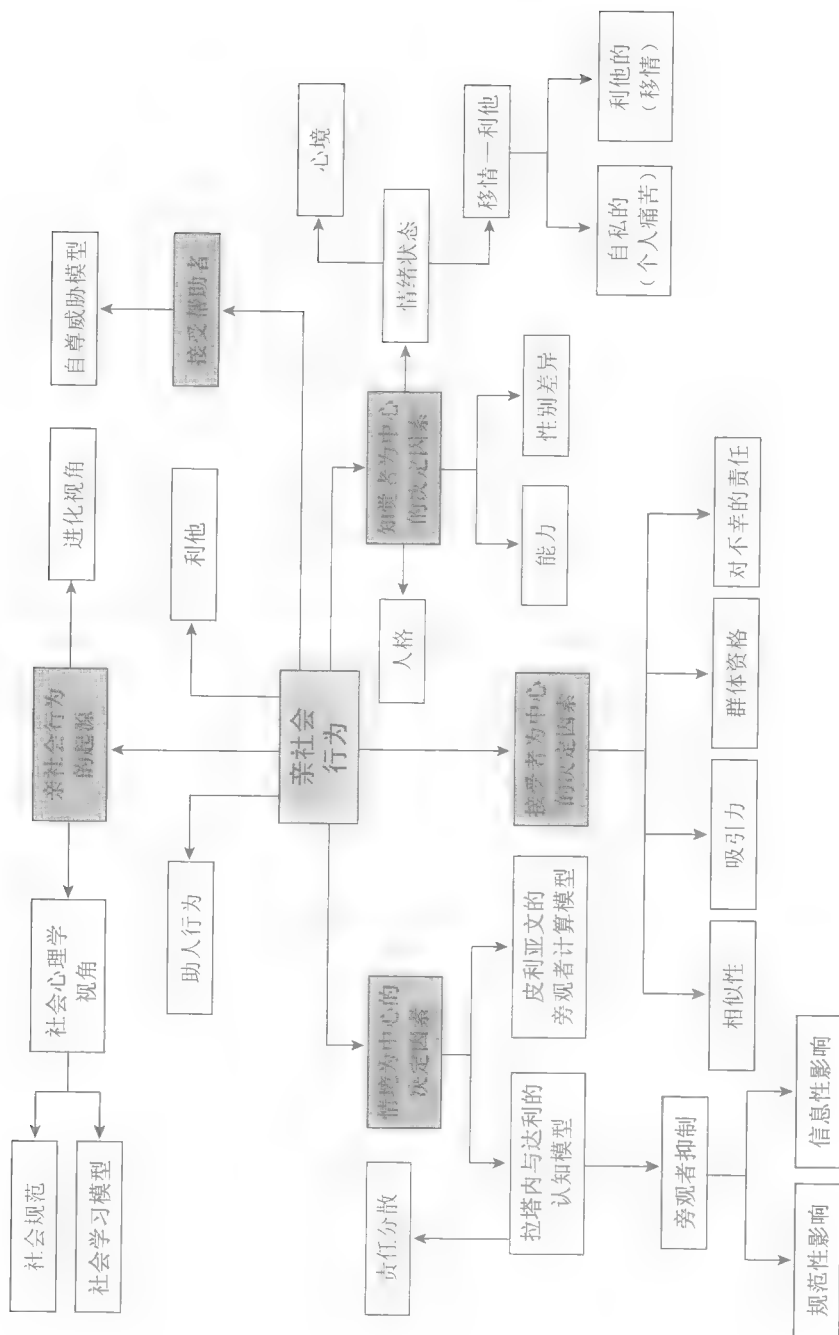 社会规范
社会学习模型
社会心理学
视角
亲社会行为
的起源
进化视角
自尊威胁模型
接受帮助者
助人行为
利他
亲社会
行为
情境为中心的
决定因素
责任分散
拉塔内与达利的
认知模型
皮利亚文的
旁观者计算模型
旁观者抑制
规范性影响
信息性影响
接受者为中心
的决定因素
相似性
吸引力
群体资格
对不幸的责任
知觉者为中心
的决定因素
人格
能力
性别差异
情绪状态
心境
移情—利他
自私的
（个人痛苦）
利他的
（移情）